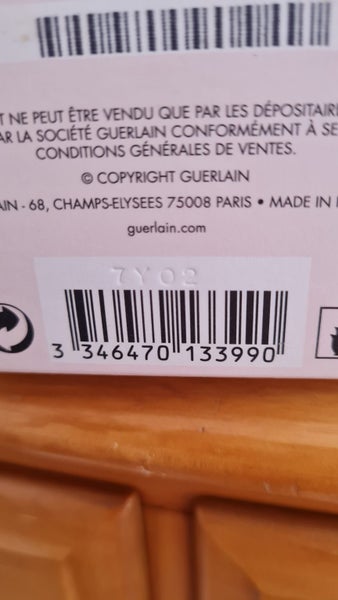 T NE PEUT ÊTRE VENDU QUE PAR LES DÉPOSITAIR
AR LA SOCIÉTÉ GUERLAIN CONFORMÉMENT À SE
CONDITIONS GÉNÉRALES DE VENTES.
© COPYRIGHT GUERLAIN
AIN - 68, CHAMPS-ELYSEES 75008 PARIS • MADE IN
guerlain.com
7Y02
3 346470 133990